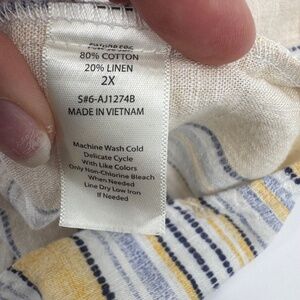 80% COTTON
20% LINEN
2X
S#6-AJ1274B
MADE IN VIETNAM
Machine Wash Cold
Delicate Cycle
With Like Colors
Only Non-Chlorine Bleach
When Needed
Line Dry Low Iron
If Needed